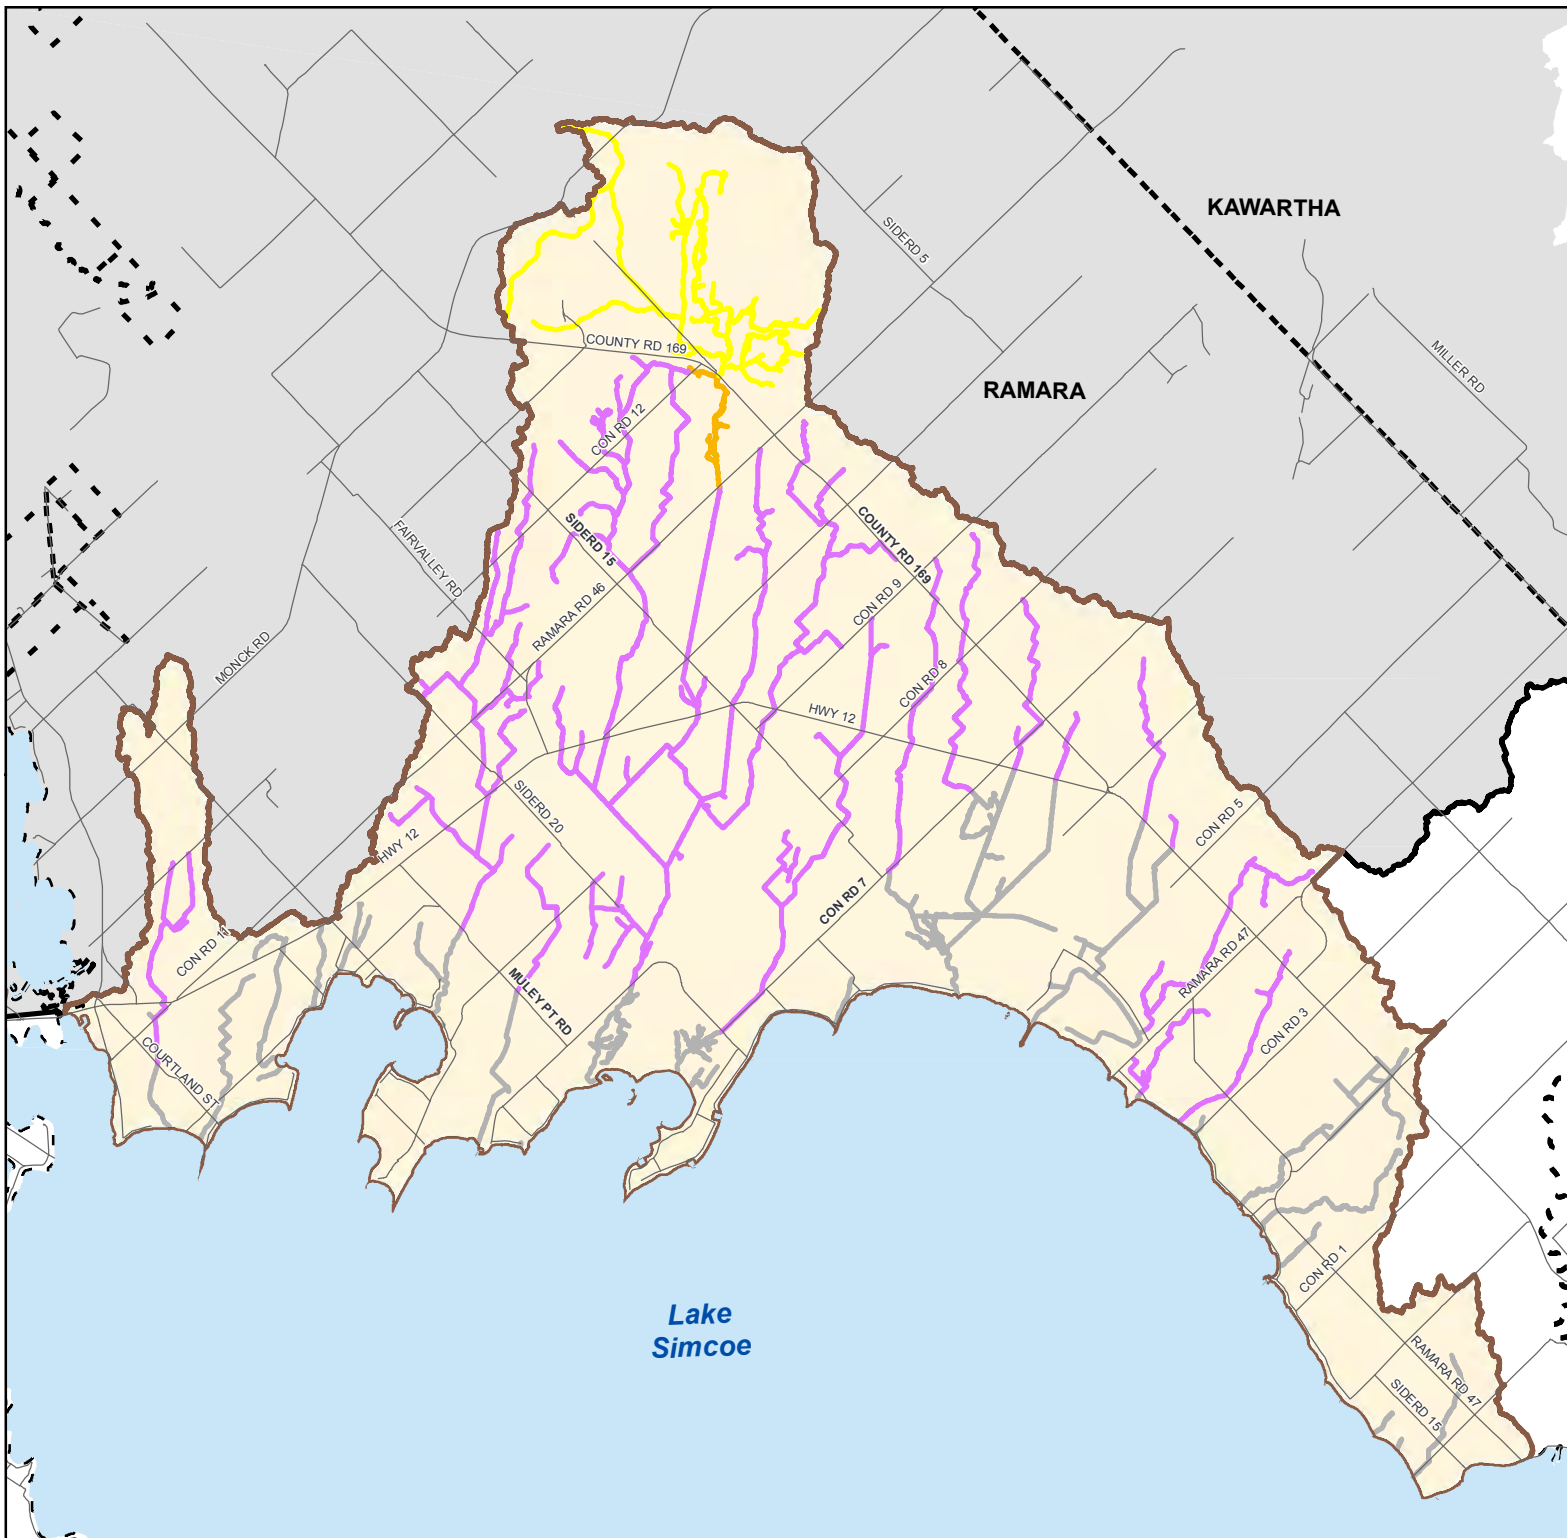 KAWARTHA
SIDERD 5
COUNTY RD 169
MILLER RD
RAMARA
CON RD 12
SIDERD 15
COUNTY RD 169
FAIRVALLEY RD
RAMARA RD 46
CON RD 9
MONCK RD
CON RD 8
HWY 12
SIDERD 20
HWY 12
CON RD 5
CON RD 7
CON RD 11
RAMARA RD 47
MULEY PT RD
CON RD 3
COURTLAND ST
CON RD 1
Lake
Simcoe
RAMARA RD 47
SIDERD 15